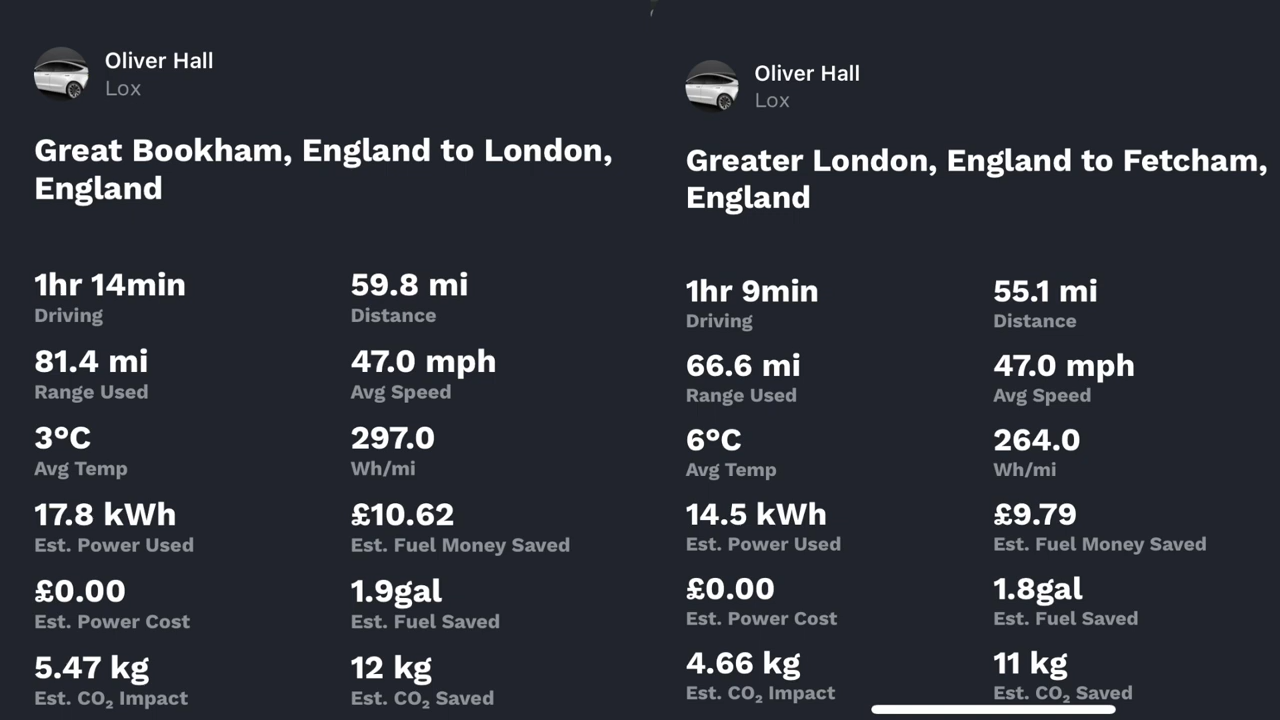 Oliver Hall
Lox
Great Bookham, England to London,
England
1hr 14min 59.8 mi
Driving Distance
81.4 mi 47.0 mph
Range Used Avg Speed
3°C 297.0
Avg Temp Wh/mi
17.8 kWh £10.62
Est. Power Used Est. Fuel Money Saved
£0.00 1.9gal
Est. Power Cost Est. Fuel Saved
5.47 kg 12 kg
Est. CO₂ Impact Est. CO₂ Saved
Oliver Hall
Lox
Greater London, England to Fetcham,
England
1hr 9min 55.1 mi
Driving Distance
66.6 mi 47.0 mph
Range Used Avg Speed
6°C 264.0
Avg Temp Wh/mi
14.5 kWh £9.79
Est. Power Used Est. Fuel Money Saved
£0.00 1.8gal
Est. Power Cost Est. Fuel Saved
4.66 kg 11 kg
Est. CO₂ Impact Est. CO₂ Saved